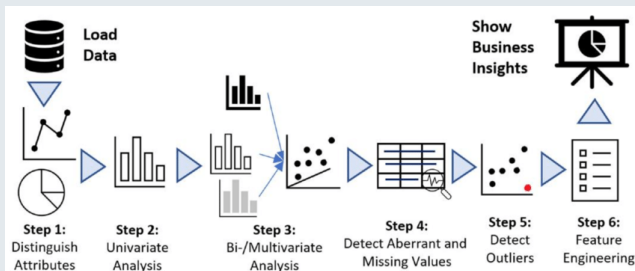 Load
Data
Show
Business
Insights
Step 1:
Distinguish
Attributes
Step 2:
Univariate
Analysis
Step 3:
Bi-/Multivariate
Analysis
Step 4:
Detect Aberrant and
Missing Values
Step 5:
Detect
Outliers
Step 6:
Feature
Engineering